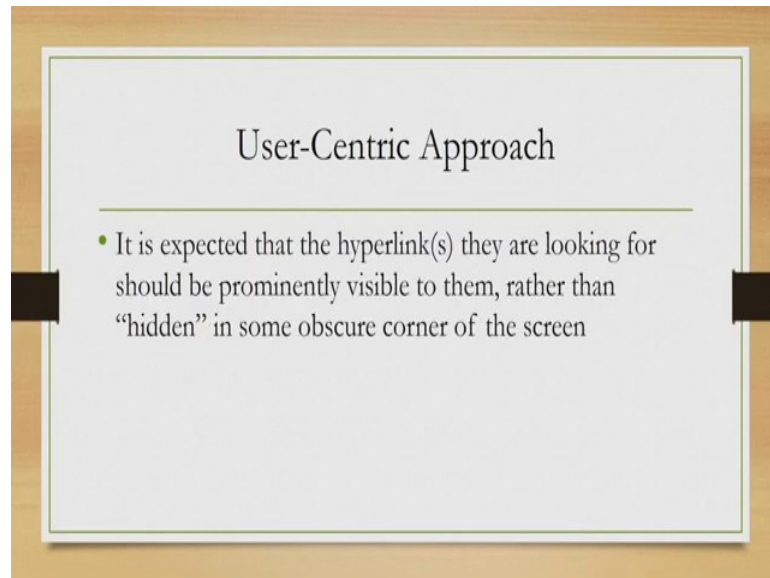 User-Centric Approach
• It is expected that the hyperlink(s) they are looking for
should be prominently visible to them, rather than
“hidden” in some obscure corner of the screen